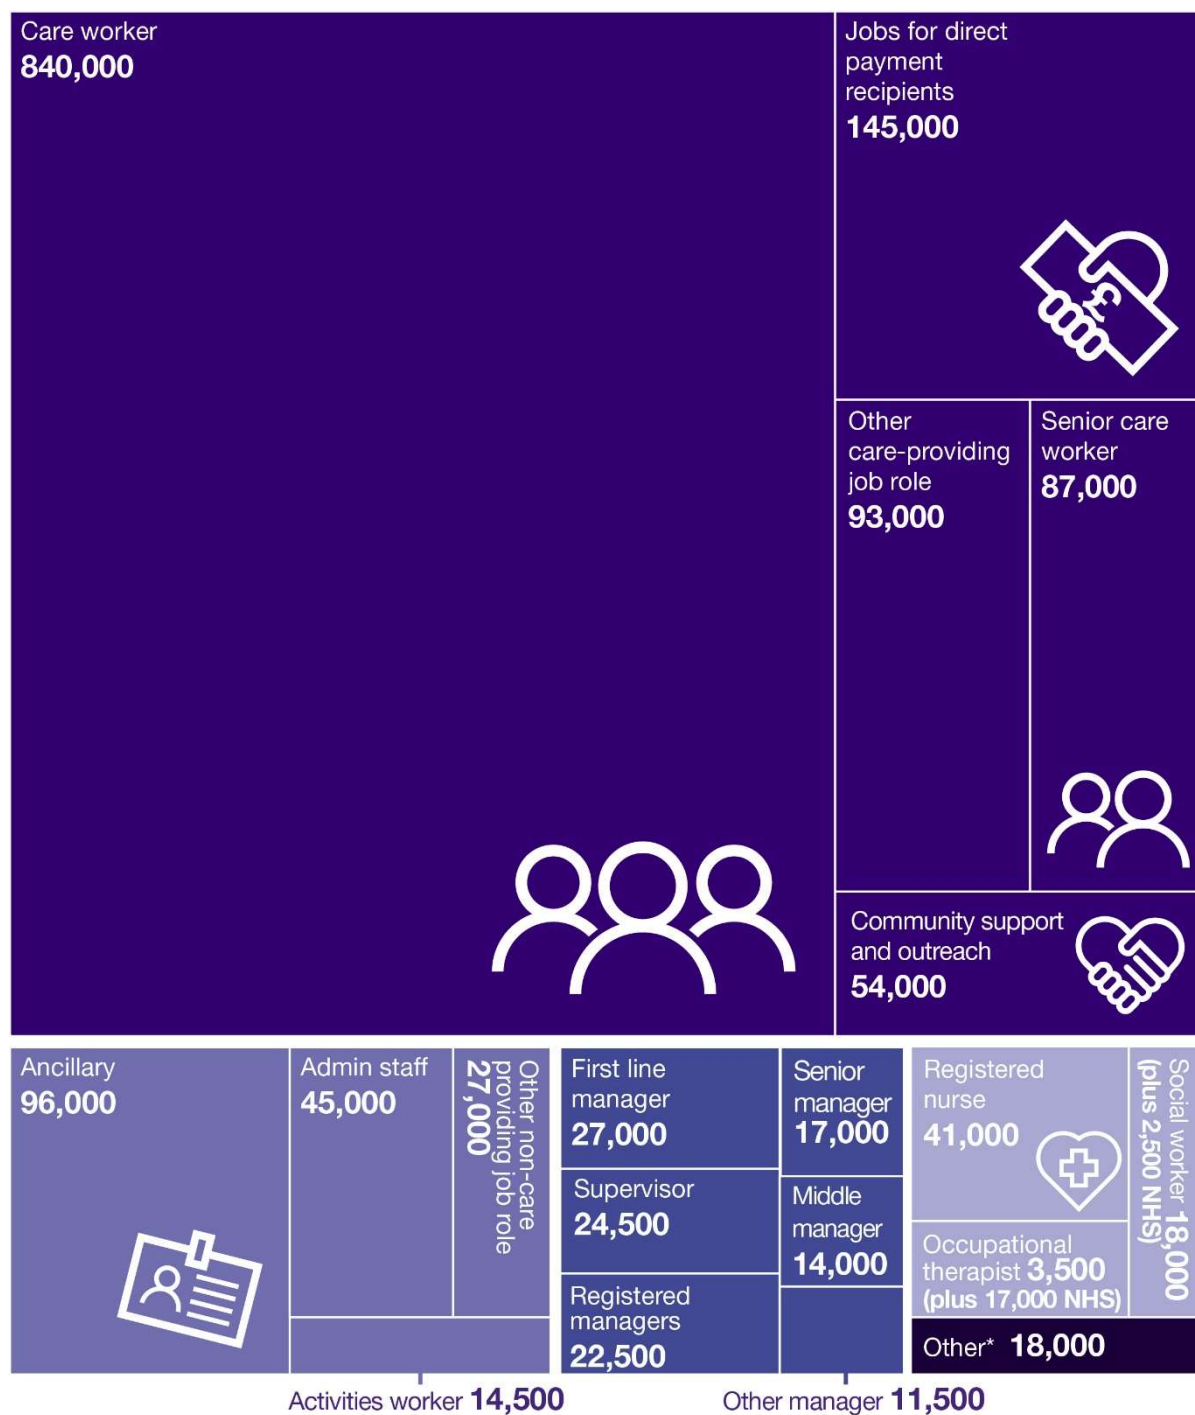 Care worker
840,000
Jobs for direct
payment
recipients
145,000
£
Other
care-providing
job role
93,000
Senior care
worker
87,000
Community support
and outreach
54,000
Ancillary
96,000
Admin staff
45,000
Other non-care
providing job role
27,000
Activities worker 14,500
First line
manager
27,000
Supervisor
24,500
Registered
managers
22,500
Senior
manager
17,000
Middle
manager
14,000
Other manager 11,500
Registered
nurse
41,000
Occupational
therapist 3,500
(plus 17,000 NHS)
Social worker 18,000
(plus 2,500 NHS)
Other* 18,000